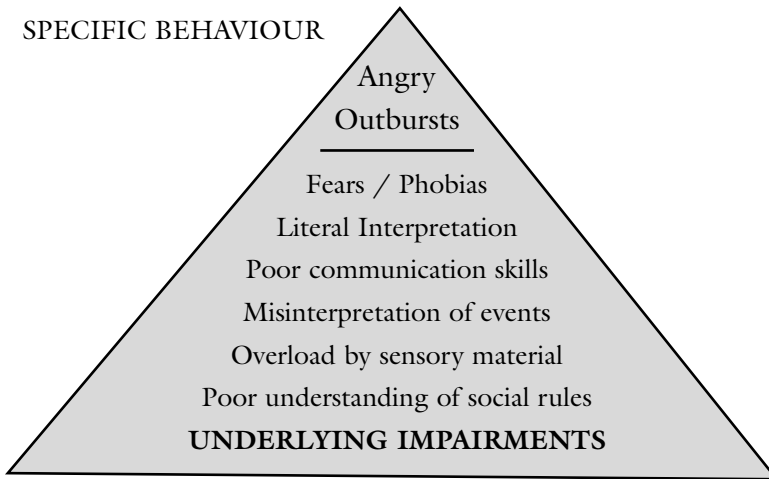 SPECIFIC BEHAVIOUR
Angry
Outbursts
Fears / Phobias
Literal Interpretation
Poor communication skills
Misinterpretation of events
Overload by sensory material
Poor understanding of social rules
UNDERLYING IMPAIRMENTS